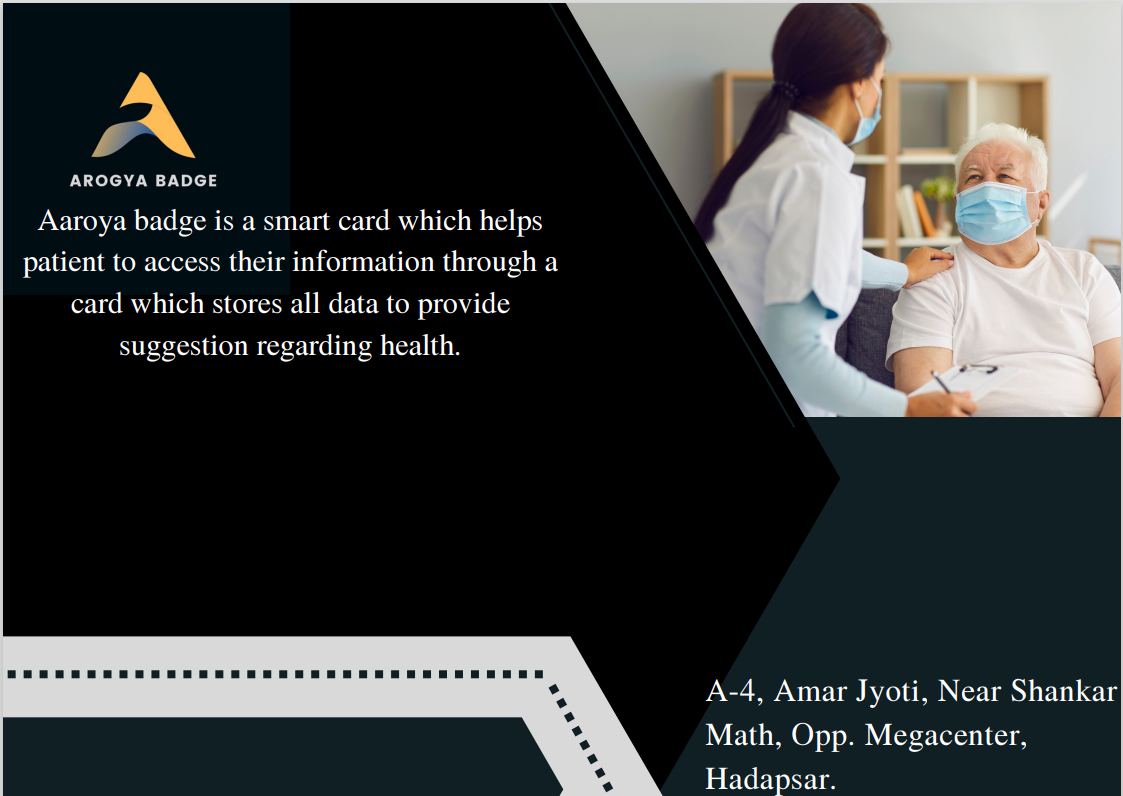 AROGYA BADGE
Aaroya badge is a smart card which helps
patient to access their information through a
card which stores all data to provide
suggestion regarding health.
A-4, Amar Jyoti, Near Shankar
Math, Opp. Megacenter,
Hadapsar.